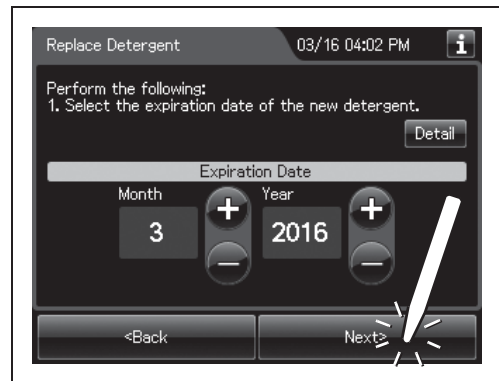 Replace Detergent 03/16 04:02 PM i
Perform the following:
1. Select the expiration date of the new detergent.
Detail
Expiration Date
Month Year
3 + 2016 +
− −
<Back Next>